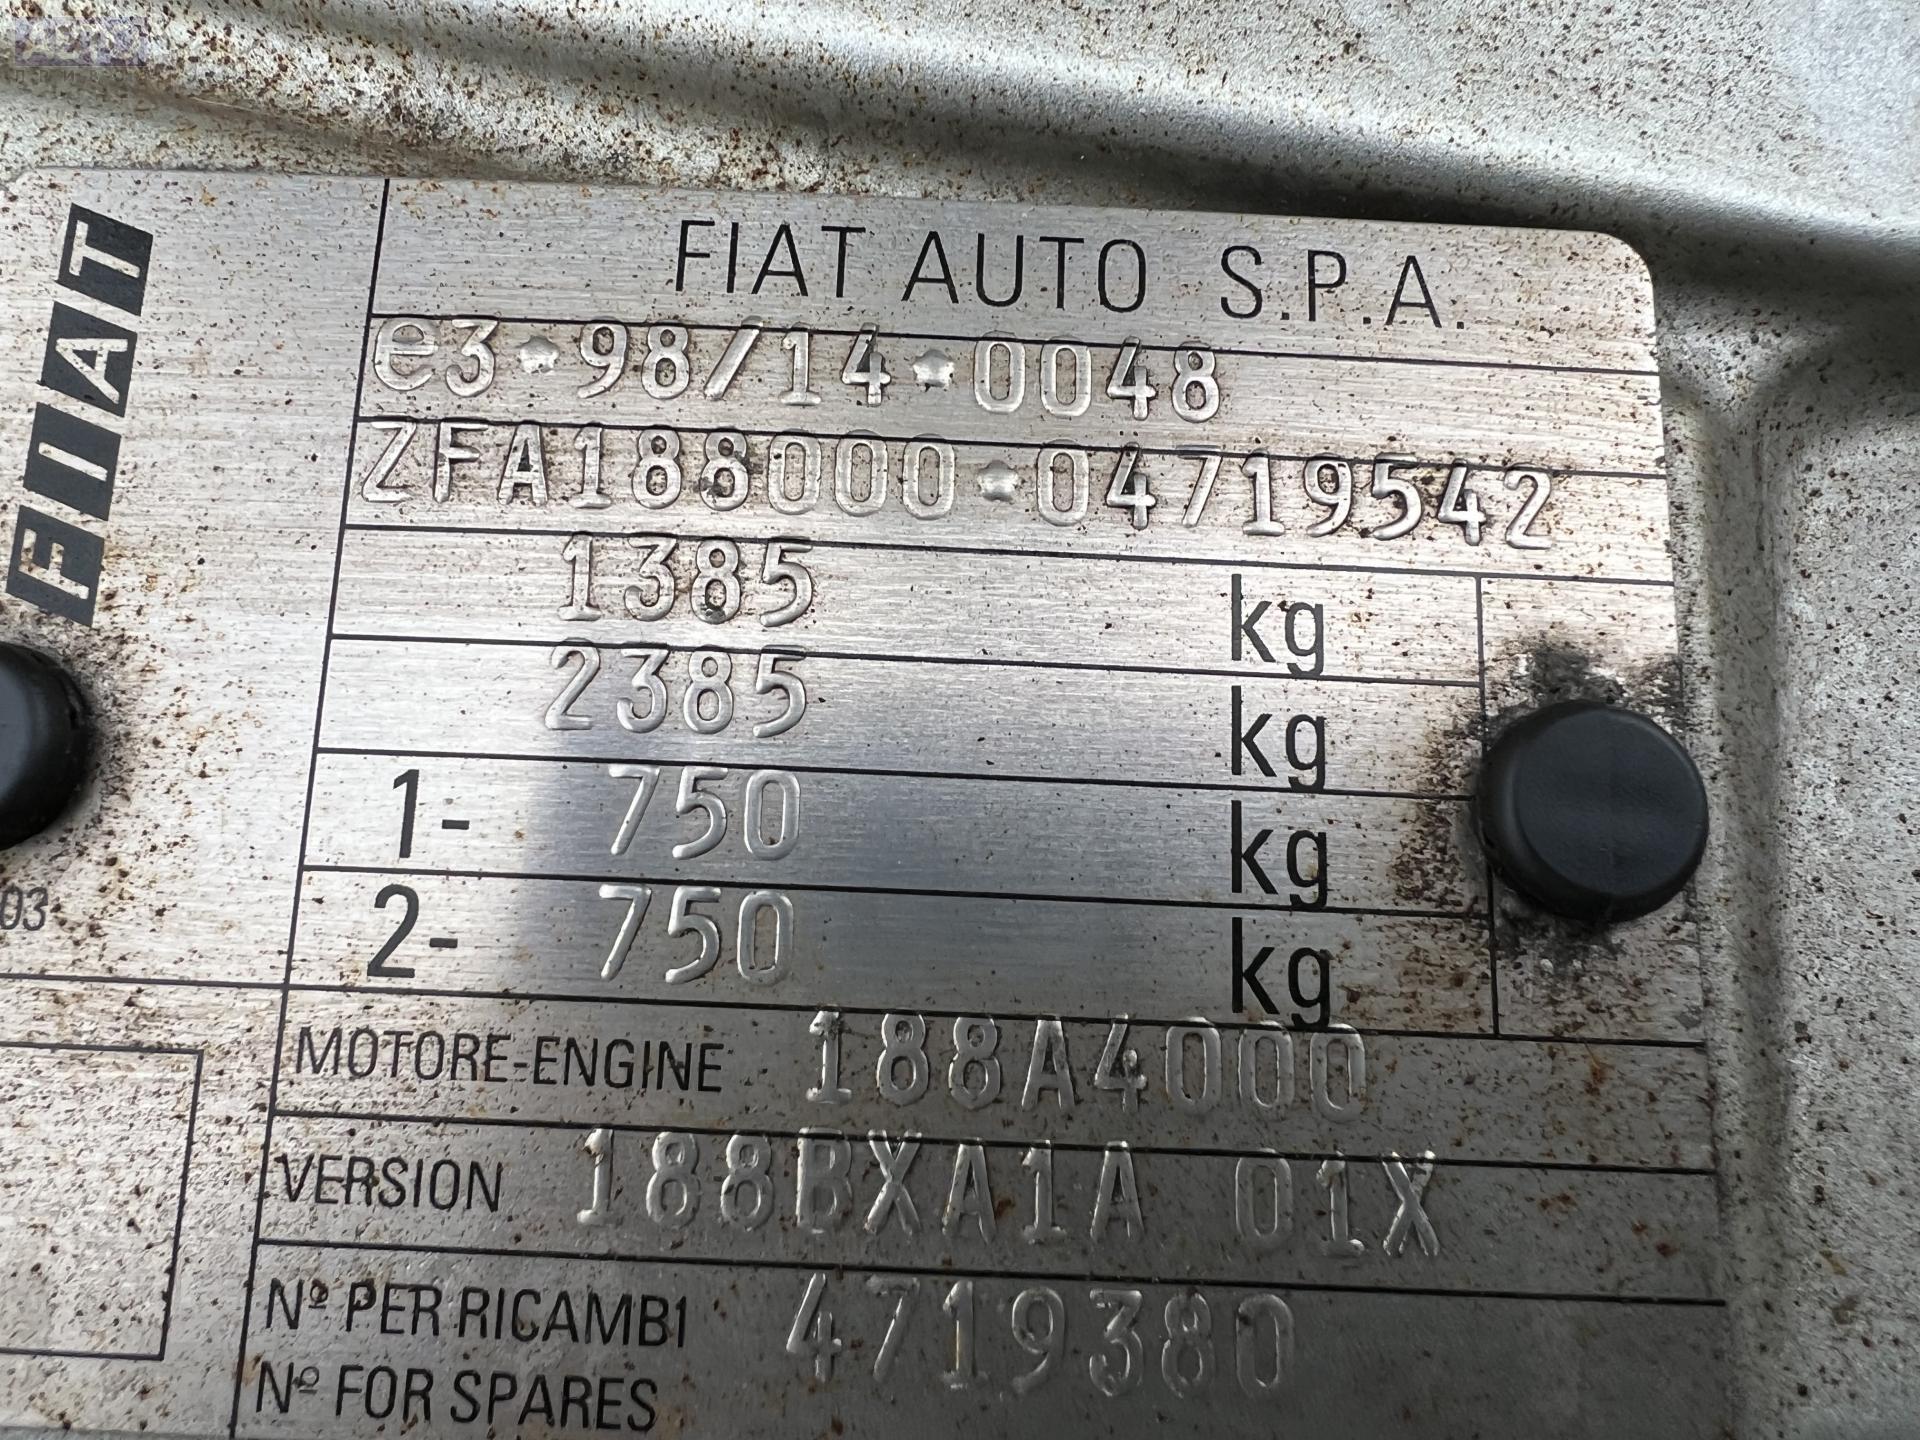 FIAT
FIAT AUTO S.P.A.
e3*98/14*0048
ZFA188000*04719542
1385 kg
2385 kg
1- 750 kg
2- 750 kg
03
MOTORE-ENGINE 188A4000
VERSION 188BXA1A 01X
Nº PER RICAMBI 4719380
Nº FOR SPARES